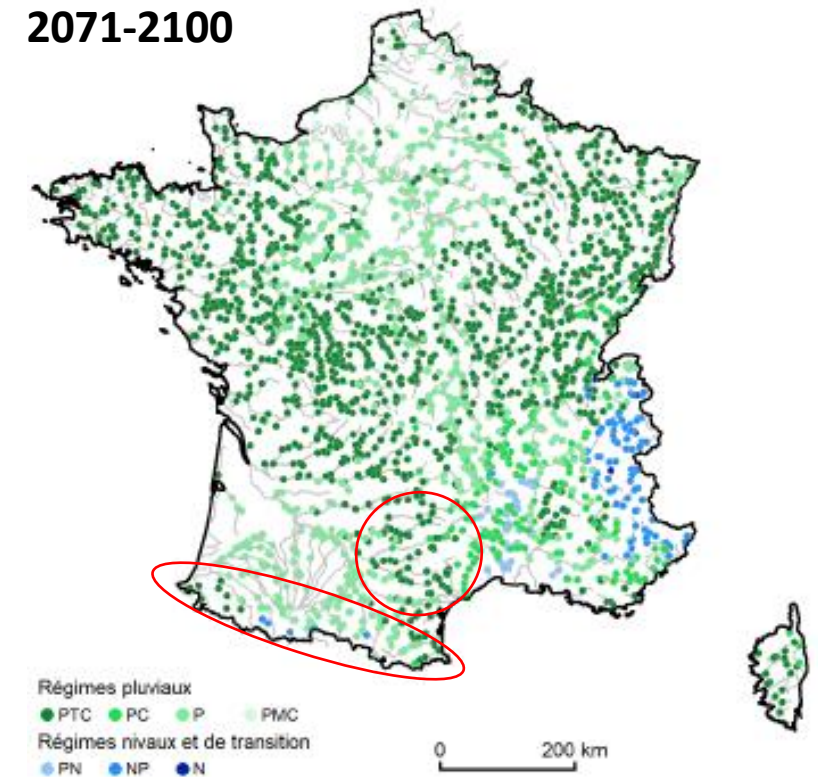 2071-2100
Régimes pluviaux
PTC PC P PMC
Régimes nivaux et de transition
PN NP N
0 200 km